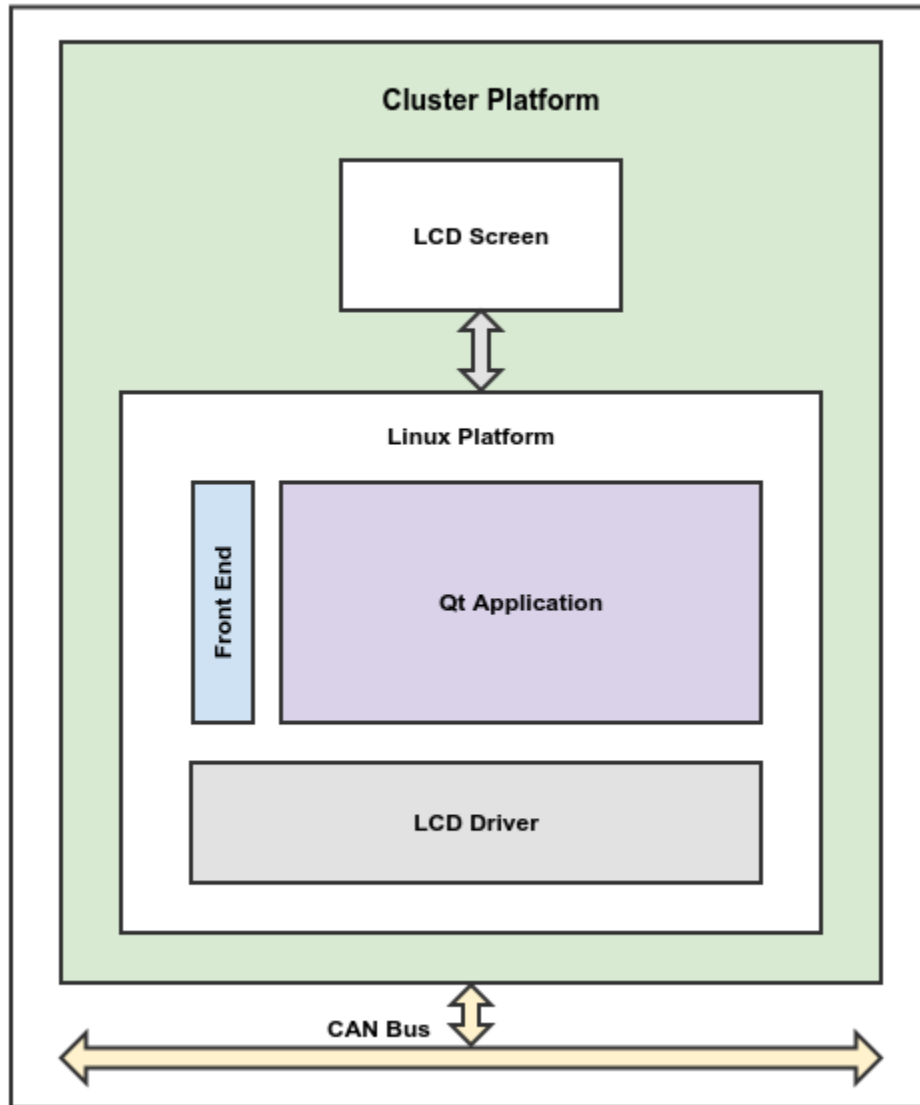 Cluster Platform
LCD Screen
Linux Platform
Front End
Qt Application
LCD Driver
CAN Bus